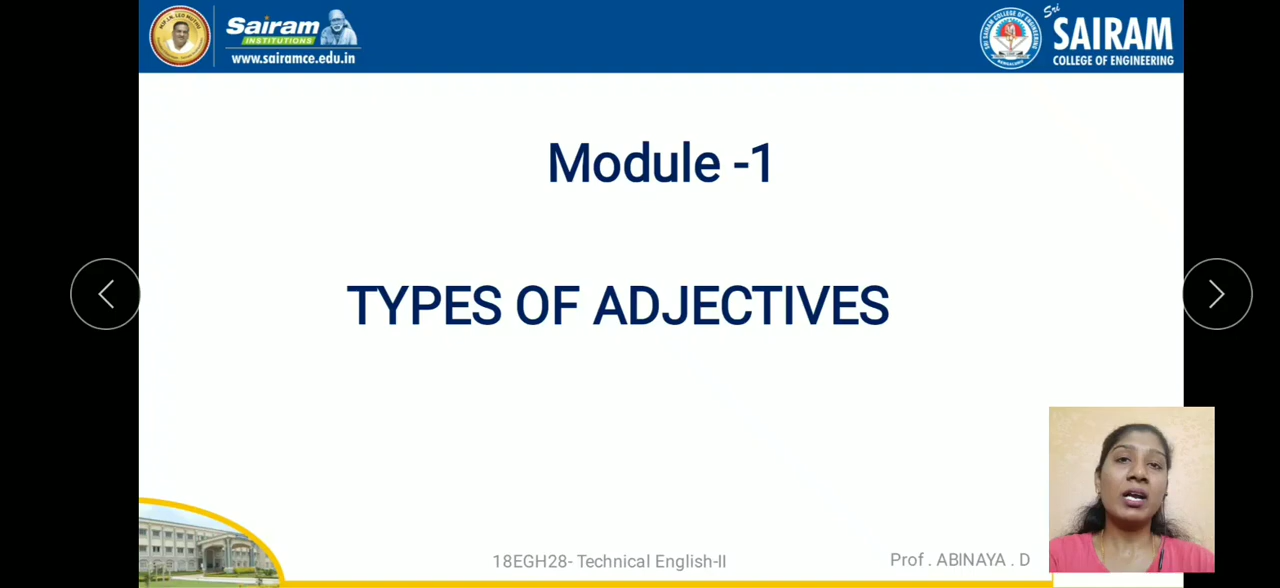 Sairam
INSTITUTIONS
www.sairamce.edu.in
Sri
SAIRAM
COLLEGE OF ENGINEERING
Module -1
TYPES OF ADJECTIVES
18EGH28- Technical English-II
Prof . ABINAYA . D